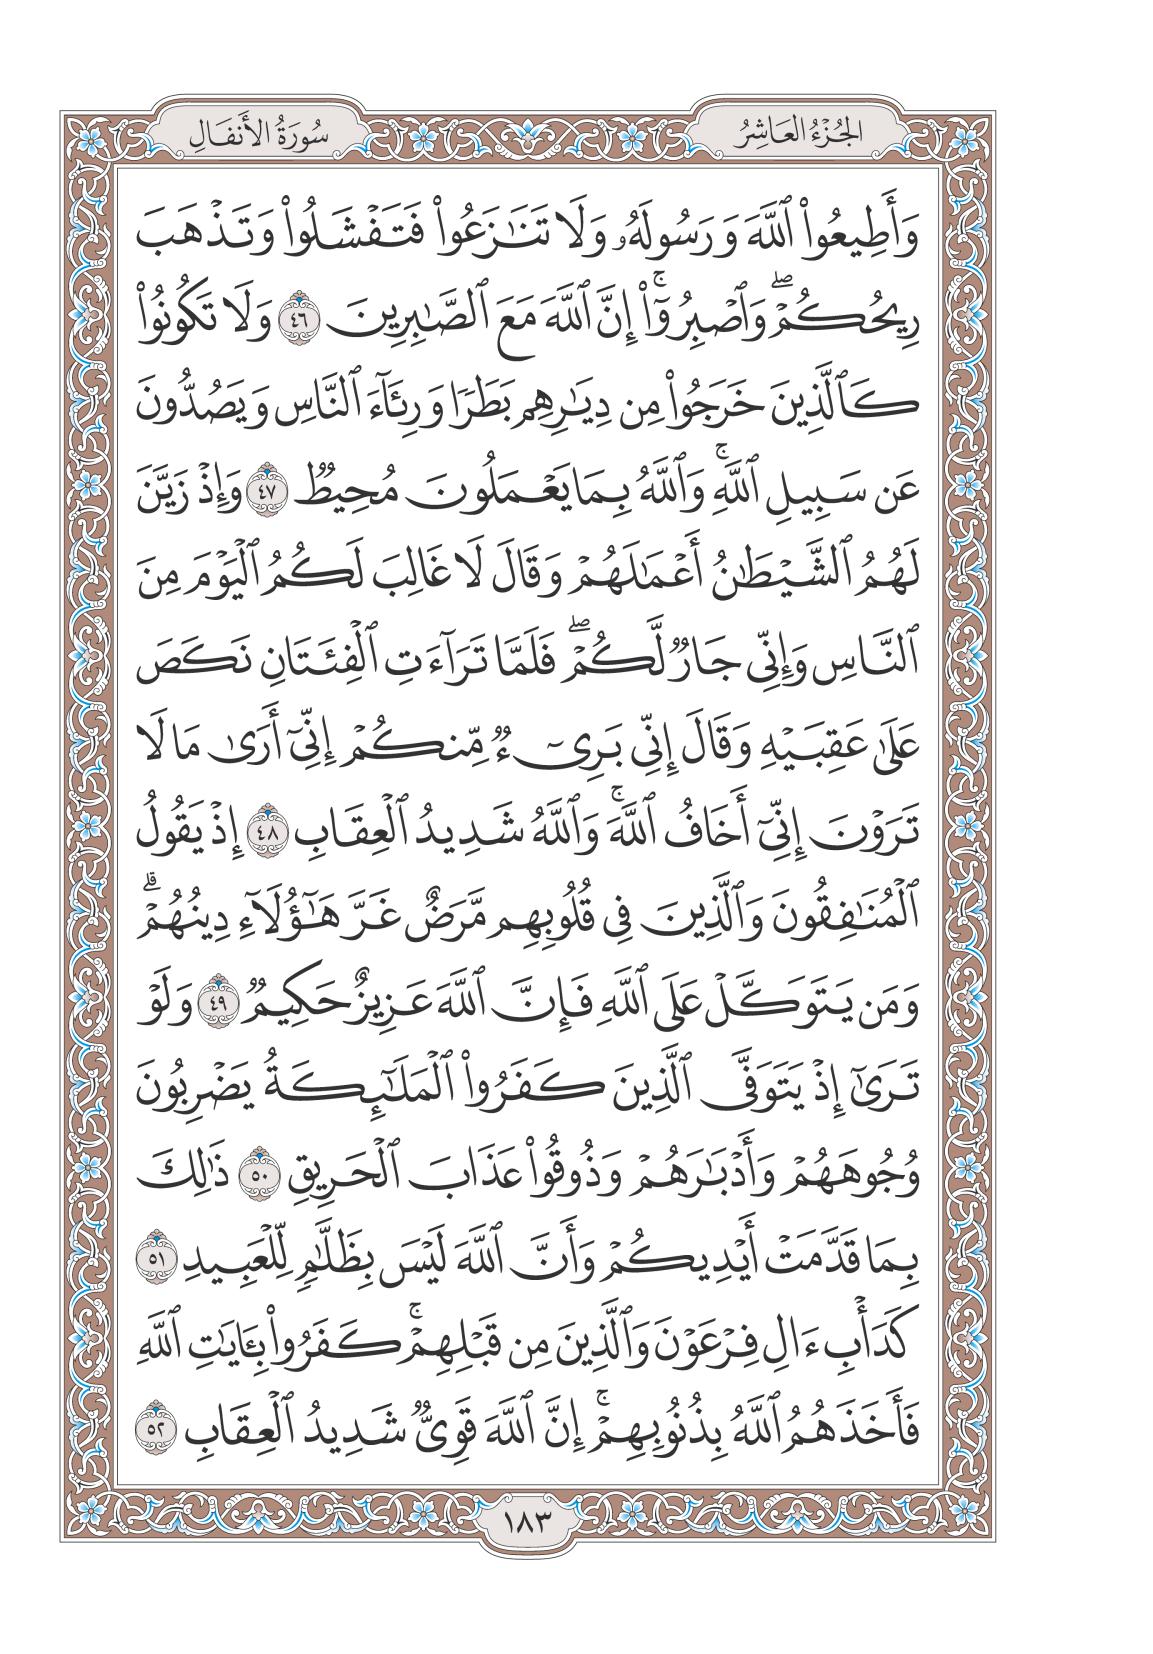 الجُزْءُ العَاشِرُ
سُورَةُ الأَنفَالِ
وَأَطِيعُوا۟ ٱللَّهَ وَرَسُولَهُۥ وَلَا تَنَـٰزَعُوا۟ فَتَفْشَلُوا۟ وَتَذْهَبَ
رِيحُكُمْ ۖ وَٱصْبِرُوٓا۟ ۚ إِنَّ ٱللَّهَ مَعَ ٱلصَّـٰبِرِينَ ٤٦ وَلَا تَكُونُوا۟
كَٱلَّذِينَ خَرَجُوا۟ مِن دِيَـٰرِهِم بَطَرًا وَرِئَآءَ ٱلنَّاسِ وَيَصُدُّونَ
عَن سَبِيلِ ٱللَّهِ ۚ وَٱللَّهُ بِمَا يَعْمَلُونَ مُحِيطٌ ٤٧ وَإِذْ زَيَّنَ
لَهُمُ ٱلشَّيْطَـٰنُ أَعْمَـٰلَهُمْ وَقَالَ لَا غَالِبَ لَكُمُ ٱلْيَوْمَ مِنَ
ٱلنَّاسِ وَإِنِّى جَارٌ لَّكُمْ ۖ فَلَمَّا تَرَآءَتِ ٱلْفِئَتَانِ نَكَصَ
عَلَىٰ عَقِبَيْهِ وَقَالَ إِنِّى بَرِىٓءٌ مِّنكُمْ إِنِّىٓ أَرَىٰ مَا لَا
تَرَوْنَ إِنِّىٓ أَخَافُ ٱللَّهَ ۚ وَٱللَّهُ شَدِيدُ ٱلْعِقَابِ ٤٨ إِذْ يَقُولُ
ٱلْمُنَـٰفِقُونَ وَٱلَّذِينَ فِى قُلُوبِهِم مَّرَضٌ غَرَّ هَـٰٓؤُلَآءِ دِينُهُمْ ۗ
وَمَن يَتَوَكَّلْ عَلَى ٱللَّهِ فَإِنَّ ٱللَّهَ عَزِيزٌ حَكِيمٌ ٤٩ وَلَوْ
تَرَىٰٓ إِذْ يَتَوَفَّى ٱلَّذِينَ كَفَرُوا۟ ٱلْمَلَـٰٓئِكَةُ يَضْرِبُونَ
وُجُوهَهُمْ وَأَدْبَـٰرَهُمْ وَذُوقُوا۟ عَذَابَ ٱلْحَرِيقِ ٥٠ ذَٰلِكَ
بِمَا قَدَّمَتْ أَيْدِيكُمْ وَأَنَّ ٱللَّهَ لَيْسَ بِظَلَّـٰمٍ لِّلْعَبِيدِ ٥١
كَدَأْبِ ءَالِ فِرْعَوْنَ وَٱلَّذِينَ مِن قَبْلِهِمْ ۚ كَفَرُوا۟ بِـَٔايَـٰتِ ٱللَّهِ
فَأَخَذَهُمُ ٱللَّهُ بِذُنُوبِهِمْ ۚ إِنَّ ٱللَّهَ قَوِىٌّ شَدِيدُ ٱلْعِقَابِ ٥٢
١٨٣